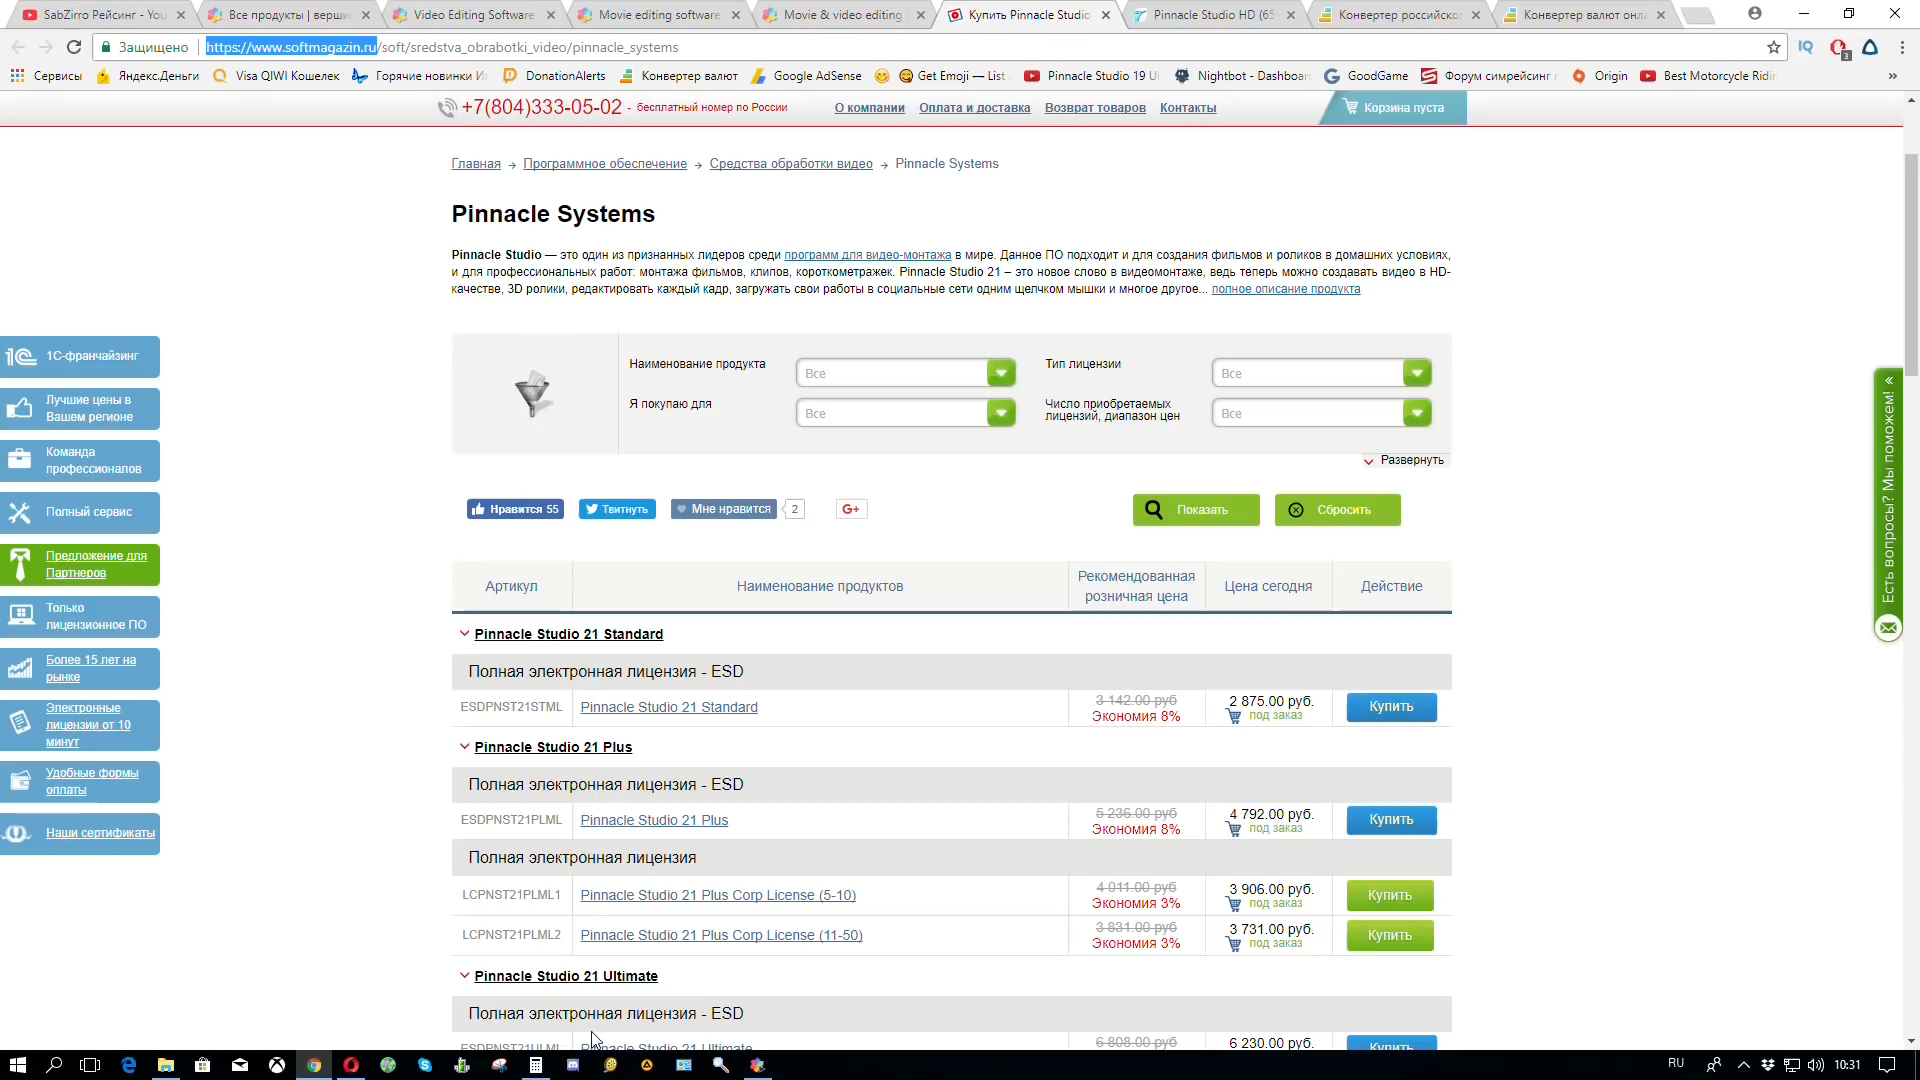 SabZirro Рейсинг - You
Все продукты | верши
Video Editing Software
Movie editing software
Movie & video editing
Купить Pinnacle Studio
Pinnacle Studio HD (659
Конвертер российског
Конвертер валют онла
Защищено
https://www.softmagazin.ru/soft/sredstva_obrabotki_video/pinnacle_systems
IQ
3
Сервисы
Яндекс.Деньги
Visa QIWI Кошелек
Горячие новости И
DonationAlerts
Конвертер валют
Google AdSense
Get Emoji — List
Pinnacle Studio 19 Ul
Nightbot - Dashboar
GoodGame
Форум симрейсинг
Origin
Best Motorcycle Ridi
+7(804)333-05-02 - бесплатный номер по России
О компании
Оплата и доставка
Возврат товаров
Контакты
Корзина пуста
Главная → Программное обеспечение → Средства обработки видео → Pinnacle Systems
Pinnacle Systems
Pinnacle Studio — это один из признанных лидеров среди программ для видео-монтажа в мире. Данное ПО подходит и для создания фильмов и роликов в домашних условиях,
и для профессиональных работ: монтажа фильмов, клипов, короткометражек. Pinnacle Studio 21 – это новое слово в видеомонтаже, ведь теперь можно создавать видео в HD-
качестве, 3D ролики, редактировать каждый кадр, загружать свои работы в социальные сети одним щелчком мышки и многое другое... полное описание продукта
1С-франчайзинг
Лучшие цены в
Вашем регионе
Команда
профессионалов
Полный сервис
Предложение для
Партнеров
Только
лицензионное ПО
Более 15 лет на
рынке
Электронные
лицензии от 10
минут
Удобные формы
оплаты
Наши сертификаты
Наименование продукта
Все
Тип лицензии
Все
Я покупаю для
Все
Число приобретаемых
лицензий, диапазон цен
Все
Развернуть
Нравится 55
Твитнуть
Мне нравится
2
G+
Показать
Сбросить
Есть вопросы? Мы поможем! »
Артикул
Наименование продуктов
Рекомендованная
розничная цена
Цена сегодня
Действие
Pinnacle Studio 21 Standard
Полная электронная лицензия - ESD
ESDPNST21STML
Pinnacle Studio 21 Standard
3 142.00 руб
Экономия 8%
2 875.00 руб.
под заказ
Купить
Pinnacle Studio 21 Plus
Полная электронная лицензия - ESD
ESDPNST21PLML
Pinnacle Studio 21 Plus
5 236.00 руб
Экономия 8%
4 792.00 руб.
под заказ
Купить
Полная электронная лицензия
LCPNST21PLML1
Pinnacle Studio 21 Plus Corp License (5-10)
4 011.00 руб
Экономия 3%
3 906.00 руб.
под заказ
Купить
LCPNST21PLML2
Pinnacle Studio 21 Plus Corp License (11-50)
3 831.00 руб
Экономия 3%
3 731.00 руб.
под заказ
Купить
Pinnacle Studio 21 Ultimate
Полная электронная лицензия - ESD
ESDPNST21ULML
Pinnacle Studio 21 Ultimate
6 808.00 руб
6 230.00 руб.
Купить
RU
10:31